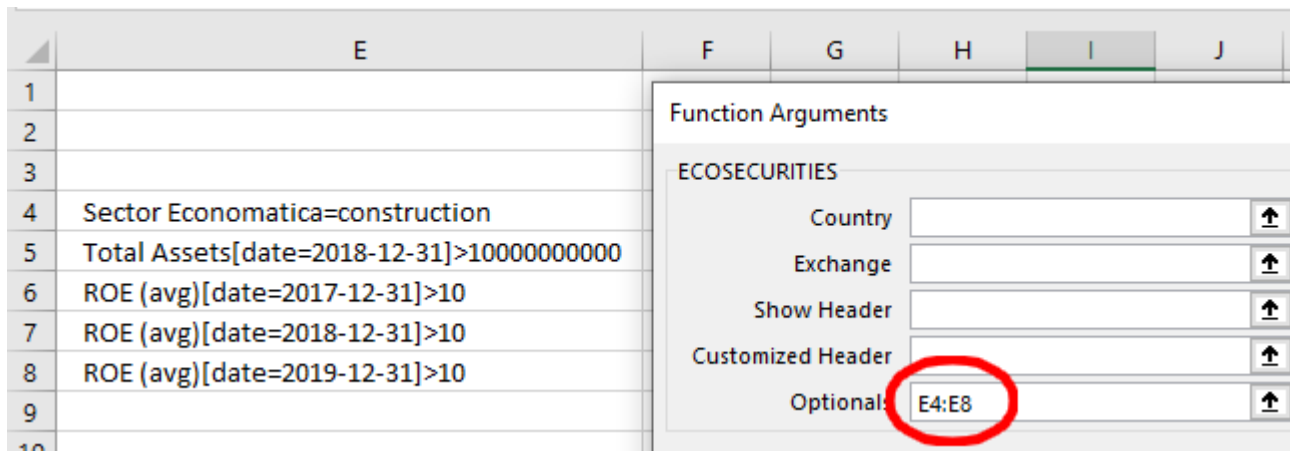 E F G H I J
1
2
3
4 Sector Economatica=construction
5 Total Assets[date=2018-12-31]>10000000000
6 ROE (avg)[date=2017-12-31]>10
7 ROE (avg)[date=2018-12-31]>10
8 ROE (avg)[date=2019-12-31]>10
9
10
Function Arguments
ECOSECURITIES
Country
Exchange
Show Header
Customized Header
Optionals E4:E8